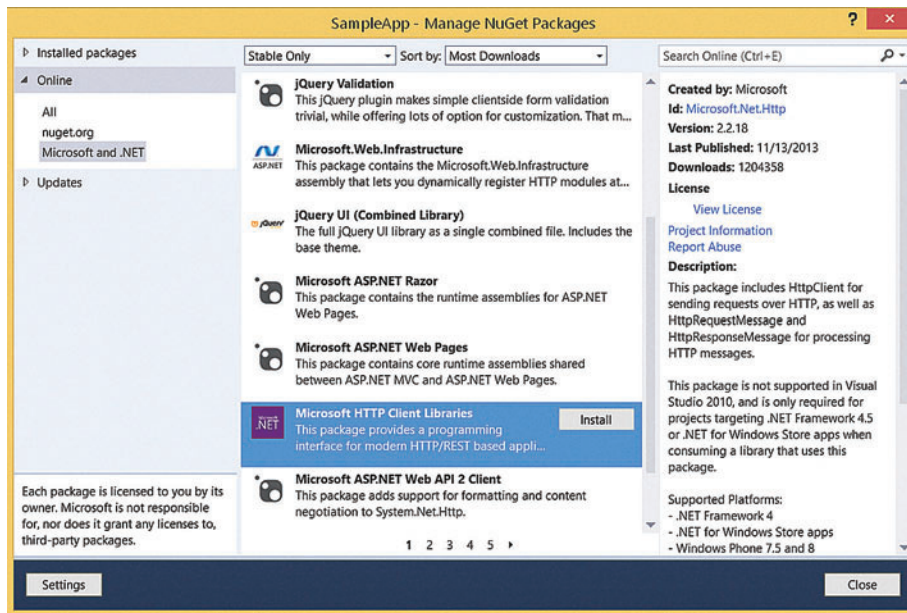 SampleApp - Manage NuGet Packages
?
×
Installed packages
Online
All
nuget.org
Microsoft and .NET
Updates
Each package is licensed to you by its
owner. Microsoft is not responsible
for, nor does it grant any licenses to,
third-party packages.
Stable Only
Sort by: Most Downloads
jQuery Validation
This jQuery plugin makes simple clientside form validation
trivial, while offering lots of option for customization. That m...
ASP.NET
Microsoft.Web.Infrastructure
This package contains the Microsoft.Web.Infrastructure
assembly that lets you dynamically register HTTP modules at...
jQuery
jQuery UI (Combined Library)
The full jQuery UI library as a single combined file. Includes the
base theme.
Microsoft ASP.NET Razor
This package contains the runtime assemblies for ASP.NET
Web Pages.
Microsoft ASP.NET Web Pages
This package contains core runtime assemblies shared
between ASP.NET MVC and ASP.NET Web Pages.
.NET
Microsoft HTTP Client Libraries
This package provides a programming
interface for modern HTTP/REST based appli...
Install
Microsoft ASP.NET Web API 2 Client
This package adds support for formatting and content
negotiation to System.Net.Http.
1 2 3 4 5
Search Online (Ctrl+E)
Created by: Microsoft
Id: Microsoft.Net.Http
Version: 2.2.18
Last Published: 11/13/2013
Downloads: 1204358
License
View License
Project Information
Report Abuse
Description:
This package includes HttpClient for
sending requests over HTTP, as well as
HttpRequestMessage and
HttpResponseMessage for processing
HTTP messages.
This package is not supported in Visual
Studio 2010, and is only required for
projects targeting .NET Framework 4.5
or .NET for Windows Store apps when
consuming a library that uses this
package.
Supported Platforms:
- .NET Framework 4
- .NET for Windows Store apps
- Windows Phone 7.5 and 8
Settings
Close